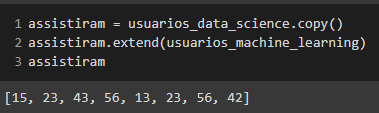 1 assistiram = usuarios_data_science.copy()
2 assistiram.extend(usuarios_machine_learning)
3 assistiram
[15, 23, 43, 56, 13, 23, 56, 42]